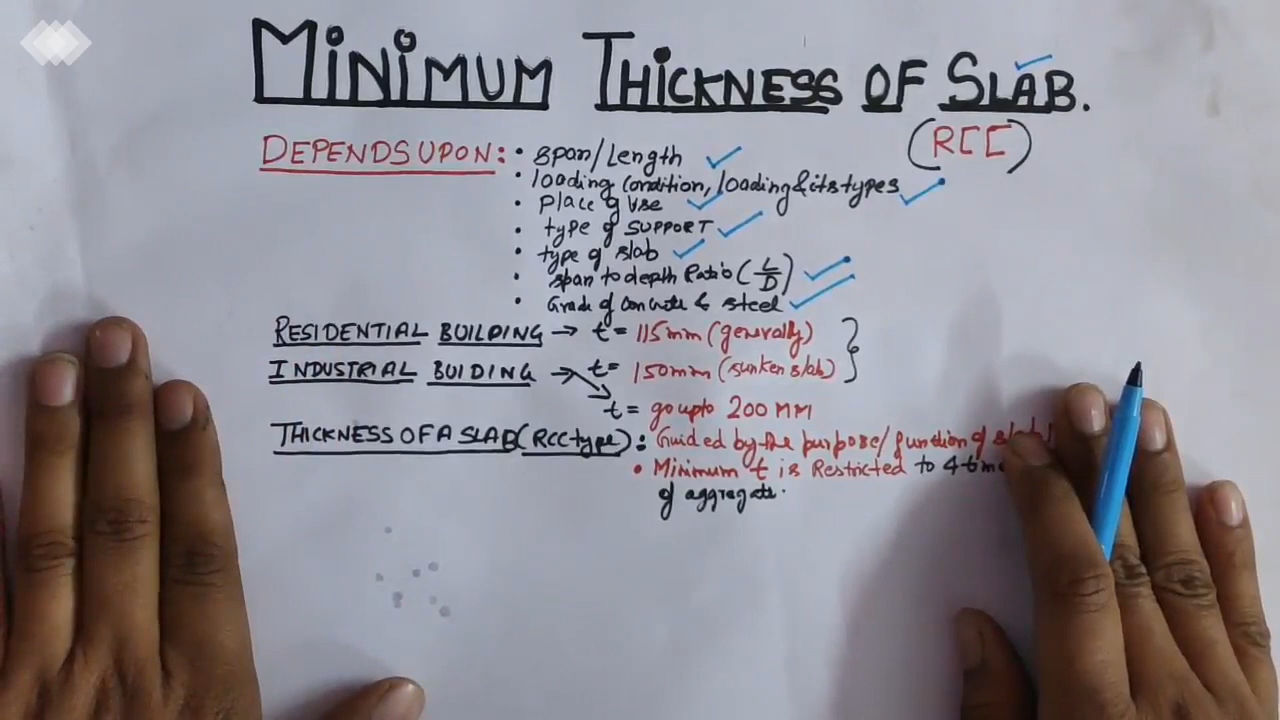 MINIMUM THICKNESS OF SLAB.
(RCC)
DEPENDS UPON: • span/Length
• loading condition, loading & its types
• Place of Use
• type of SUPPORT
• type of slab
• span to depth Ratio (L/D)
• Grade of concrete & steel
RESIDENTIAL BUILDING → t = 115mm (generally)
INDUSTRIAL BUIDING → t = 150mm (sunken slab)
t = go upto 200 MM
THICKNESS OF A SLAB (RCC type): Guided by the purpose/function of
• Minimum t is Restricted to 4
of aggregate.